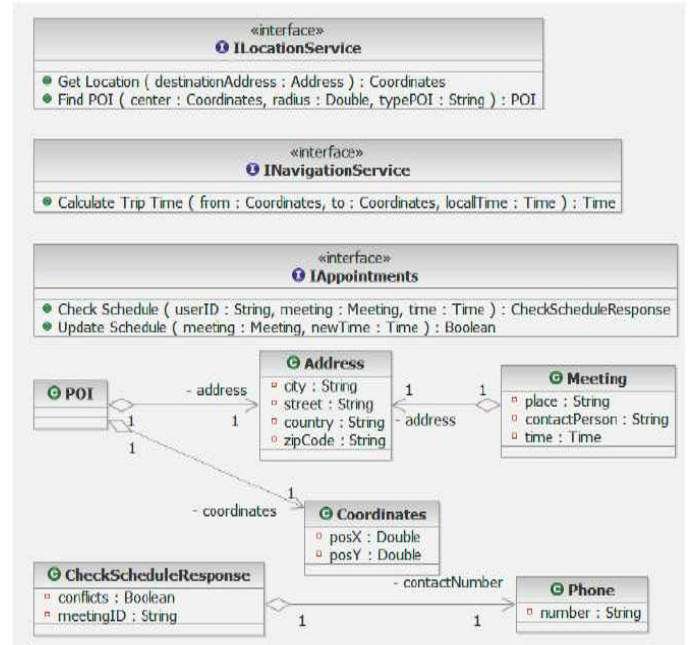 «interface»
ILocationService
Get Location ( destinationAddress : Address ) : Coordinates
Find POI ( center : Coordinates, radius : Double, typePOI : String ) : POI
«interface»
INavigationService
Calculate Trip Time ( from : Coordinates, to : Coordinates, localTime : Time ) : Time
«interface»
IAppointments
Check Schedule ( userID : String, meeting : Meeting, time : Time ) : CheckScheduleResponse
Update Schedule ( meeting : Meeting, newTime : Time ) : Boolean
POI
- address
1
1
Address
city : String
street : String
country : String
zipCode : String
1
1
- address
Meeting
place : String
contactPerson : String
time : Time
1
1
- coordinates
Coordinates
posX : Double
posY : Double
CheckScheduleResponse
conflicts : Boolean
meetingID : String
- contactNumber
1
1
Phone
number : String